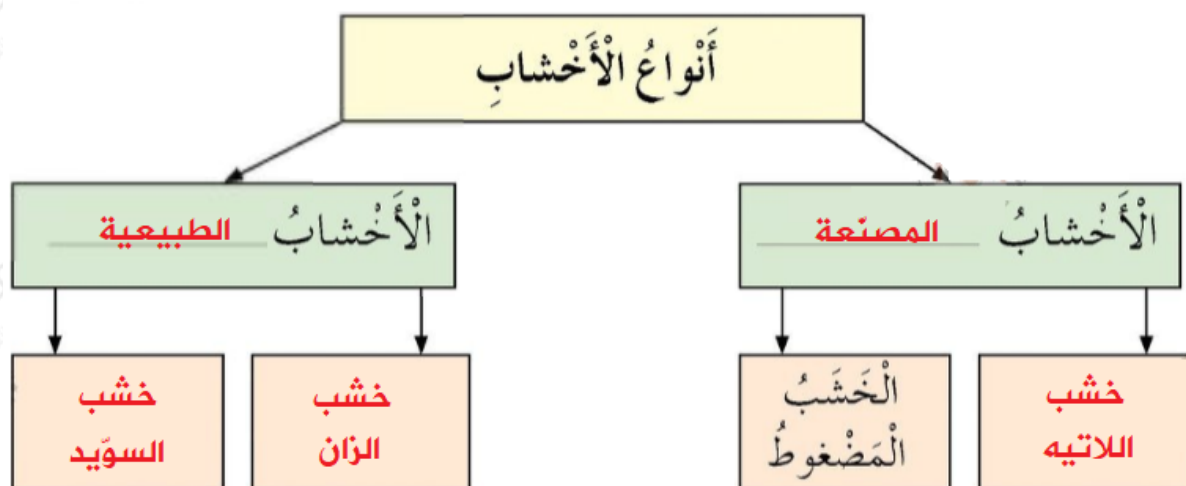 أَنْواعُ الْأَخْشابِ
الْأَخْشابُ المصنّعة
الْأَخْشابُ الطبيعية
خشب
اللاتيه
الْخَشَبُ
الْمَضْغوطُ
خشب
الزان
خشب
السوّيد